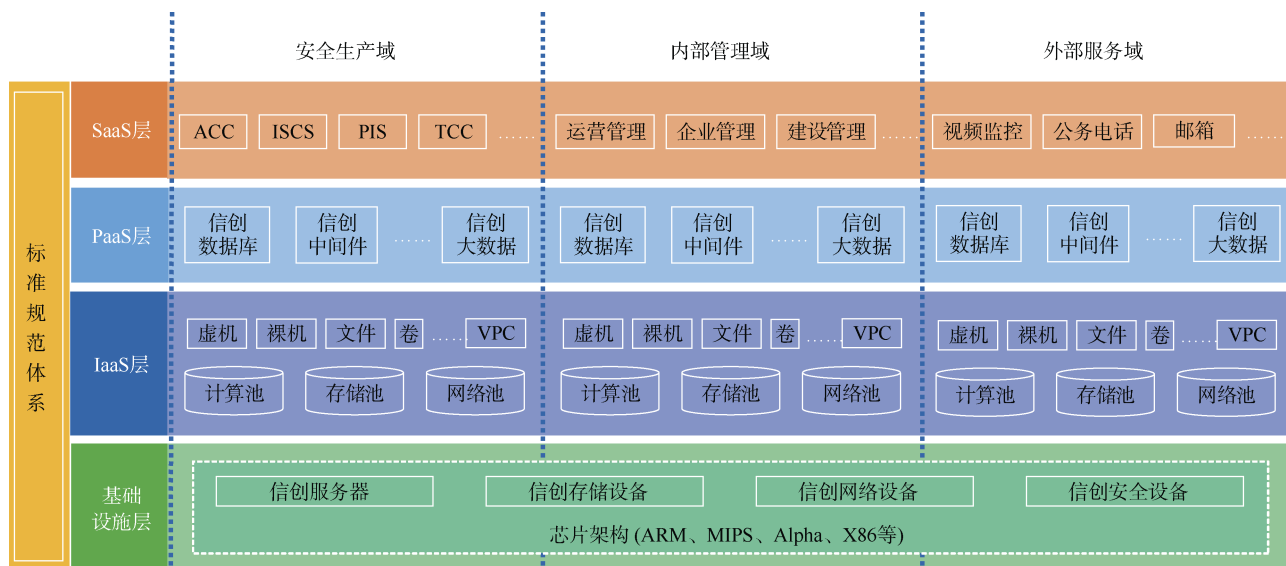 安全生产域
内部管理域
外部服务域
标准规范体系
SaaS层
ACC ISCS PIS TCC ……
运营管理 企业管理 建设管理 ……
视频监控 公务电话 邮箱 ……
PaaS层
信创
数据库
信创
中间件
……
信创
大数据
信创
数据库
信创
中间件
……
信创
大数据
信创
数据库
信创
中间件
……
信创
大数据
IaaS层
虚机 裸机 文件 卷 …… VPC
计算池 存储池 网络池
虚机 裸机 文件 卷 …… VPC
计算池 存储池 网络池
虚机 裸机 文件 卷 …… VPC
计算池 存储池 网络池
基础
设施层
信创服务器 信创存储设备 信创网络设备 信创安全设备
芯片架构 (ARM、MIPS、Alpha、X86等)